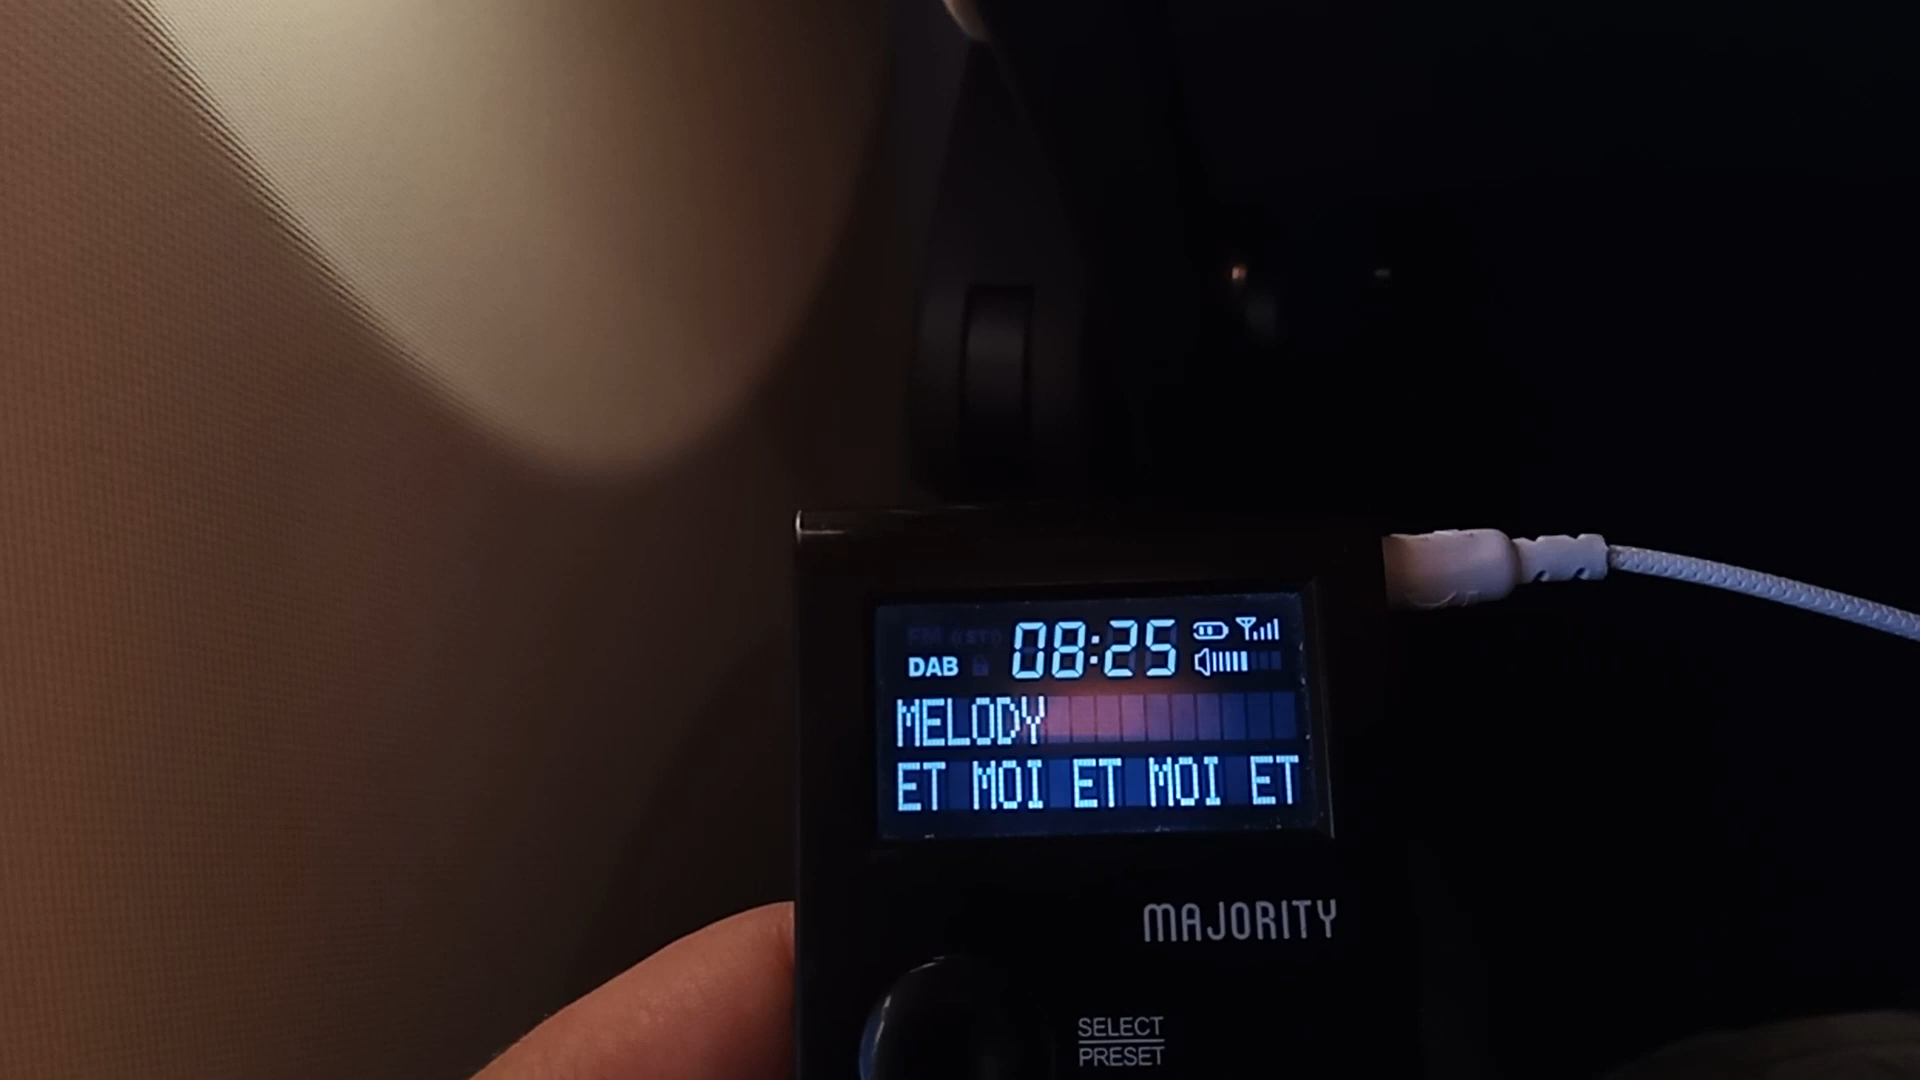 08:25
DAB
MELODY
ET MOI ET MOI ET
MAJORITY
SELECT
PRESET